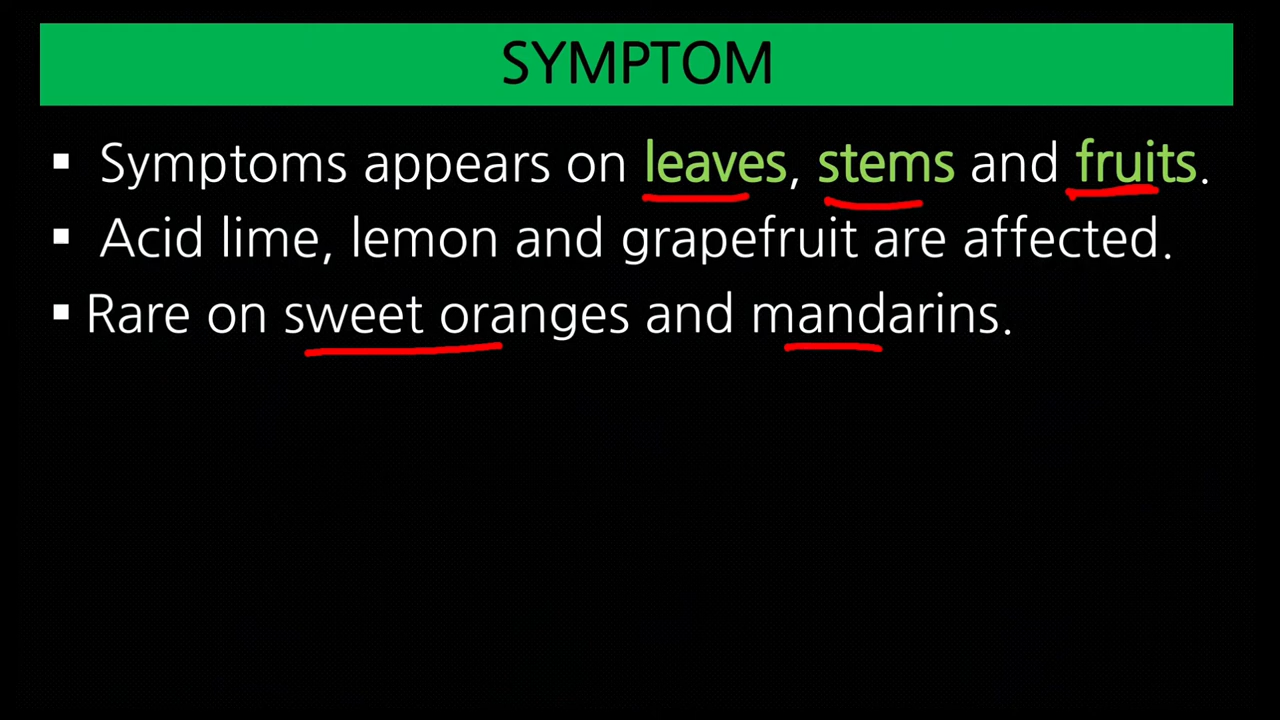 SYMPTOM
▪ Symptoms appears on leaves, stems and fruits.
▪ Acid lime, lemon and grapefruit are affected.
▪ Rare on sweet oranges and mandarins.